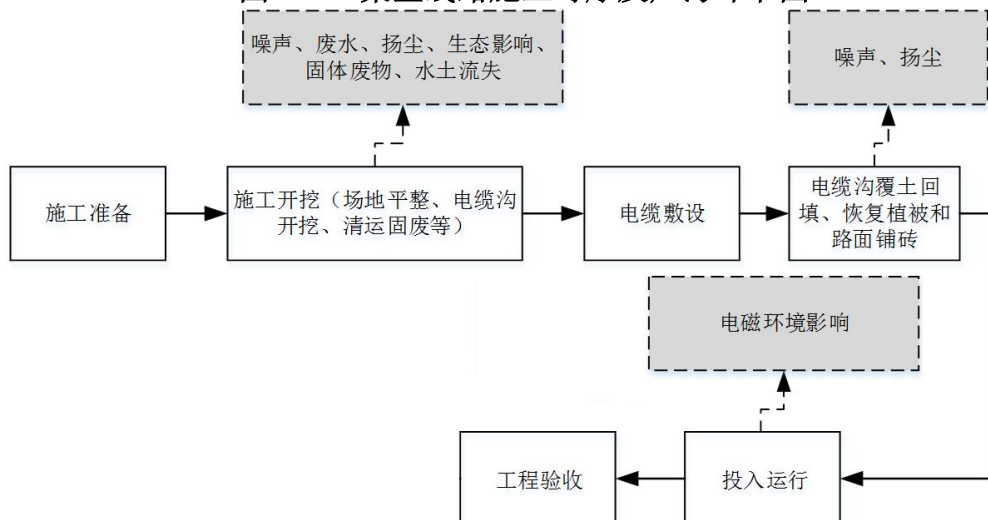 噪声、废水、扬尘、生态影响、
固体废物、水土流失
噪声、扬尘
施工准备
施工开挖（场地平整、电缆沟
开挖、清运固废等）
电缆敷设
电缆沟覆土回
填、恢复植被和
路面铺砖
电磁环境影响
工程验收
投入运行